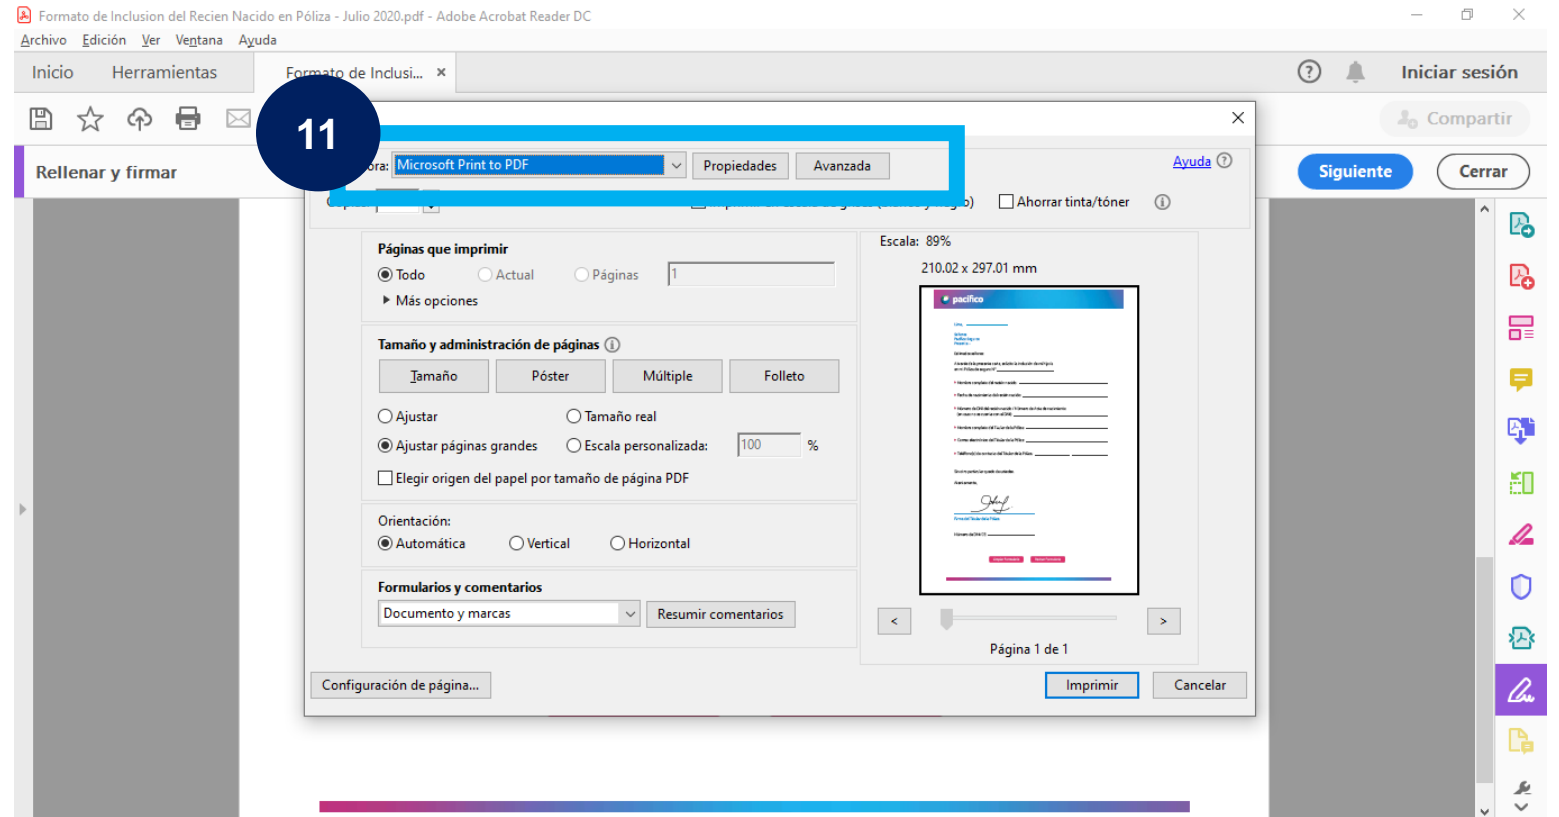 Formato de Inclusion del Recien Nacido en Póliza - Julio 2020.pdf - Adobe Acrobat Reader DC
Archivo Edición Ver Ventana Ayuda
Inicio Herramientas Formato de Inclusi... × Iniciar sesión
Compartir
11
Rellenar y firmar
Siguiente Cerrar
Microsoft Print to PDF Propiedades Avanzada Ayuda
Ahorrar tinta/tóner
Páginas que imprimir
Todo Actual Páginas 1
Más opciones
Tamaño y administración de páginas
Tamaño Póster Múltiple Folleto
Ajustar Tamaño real
Ajustar páginas grandes Escala personalizada: 100 %
Elegir origen del papel por tamaño de página PDF
Orientación:
Automática Vertical Horizontal
Formularios y comentarios
Documento y marcas Resumir comentarios
Escala: 89%
210.02 x 297.01 mm
pacífico
< >
Página 1 de 1
Configuración de página... Imprimir Cancelar